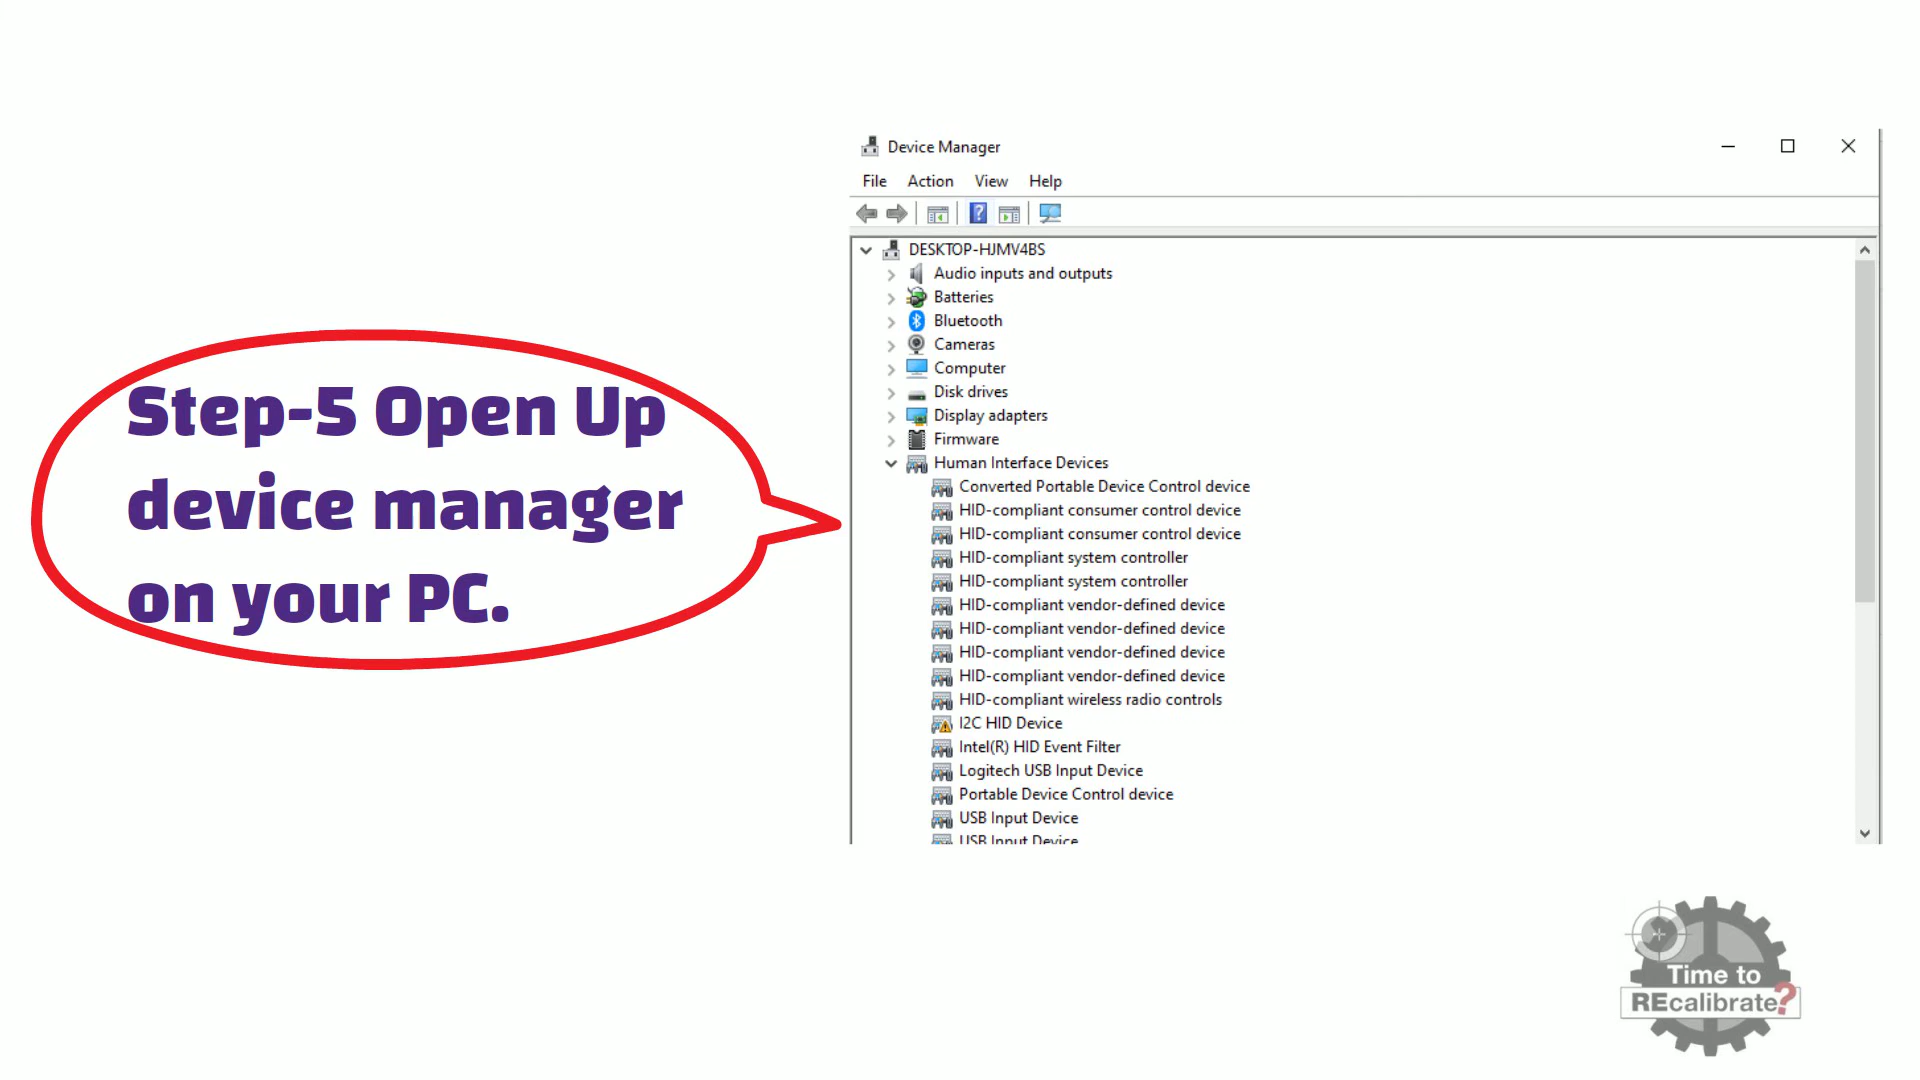 Step-5 Open Up
device manager
on your PC.
Device Manager
File Action View Help
DESKTOP-HJMV4BS
Audio inputs and outputs
Batteries
Bluetooth
Cameras
Computer
Disk drives
Display adapters
Firmware
Human Interface Devices
Converted Portable Device Control device
HID-compliant consumer control device
HID-compliant consumer control device
HID-compliant system controller
HID-compliant system controller
HID-compliant vendor-defined device
HID-compliant vendor-defined device
HID-compliant vendor-defined device
HID-compliant vendor-defined device
HID-compliant wireless radio controls
I2C HID Device
Intel(R) HID Event Filter
Logitech USB Input Device
Portable Device Control device
USB Input Device
USB Input Device
Time to
REcalibrate?